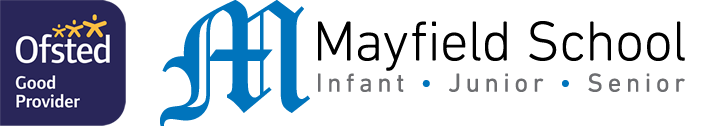 Ofsted
Good
Provider
M
Mayfield School
Infant • Junior • Senior